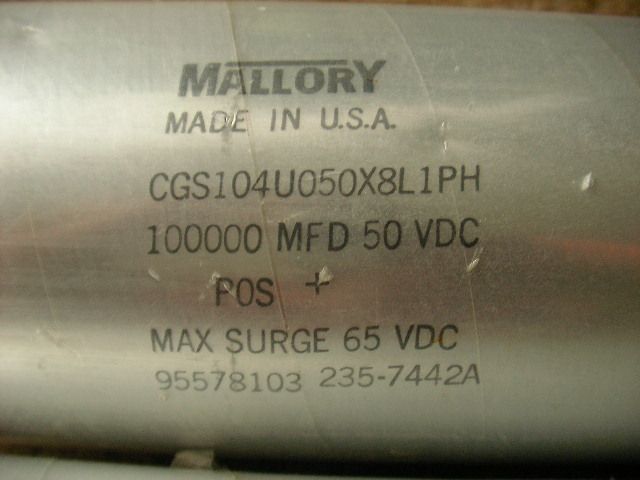 MALLORY
MADE IN U.S.A.
CGS104U050X8L1PH
100000 MFD 50 VDC
POS +
MAX SURGE 65 VDC
95578103 235-7442A